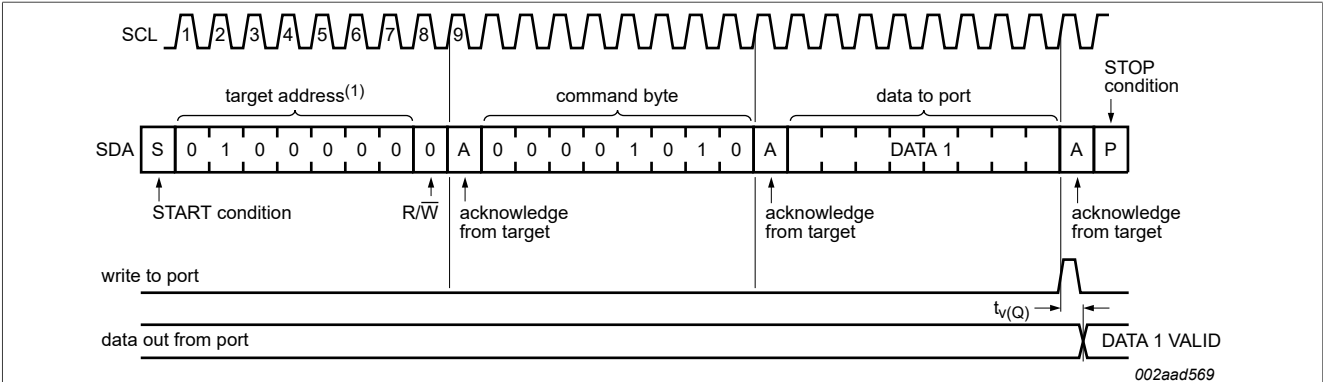 SCL 1 2 3 4 5 6 7 8 9
STOP
condition
target address(1) command byte data to port
SDA S 0 1 0 0 0 0 0 0 A 0 0 0 0 1 0 1 0 A DATA 1 A P
START condition R/W̅ acknowledge
from target acknowledge
from target acknowledge
from target
write to port
tv(Q)
data out from port DATA 1 VALID
002aad569